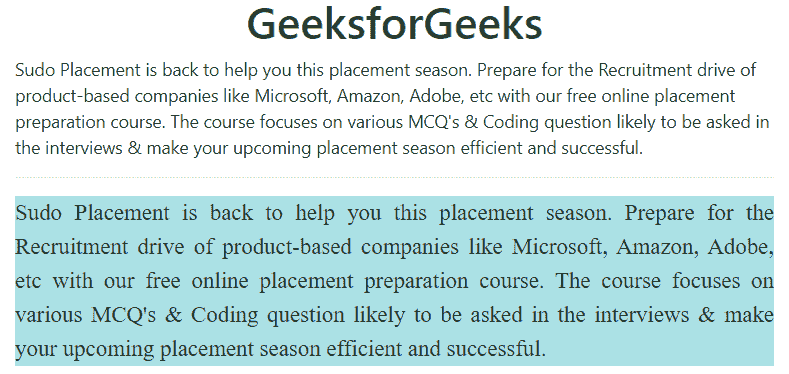 GeeksforGeeks
Sudo Placement is back to help you this placement season. Prepare for the Recruitment drive of
product-based companies like Microsoft, Amazon, Adobe, etc with our free online placement
preparation course. The course focuses on various MCQ's & Coding question likely to be asked in
the interviews & make your upcoming placement season efficient and successful.
Sudo Placement is back to help you this placement season. Prepare for the
Recruitment drive of product-based companies like Microsoft, Amazon, Adobe,
etc with our free online placement preparation course. The course focuses on
various MCQ's & Coding question likely to be asked in the interviews & make
your upcoming placement season efficient and successful.